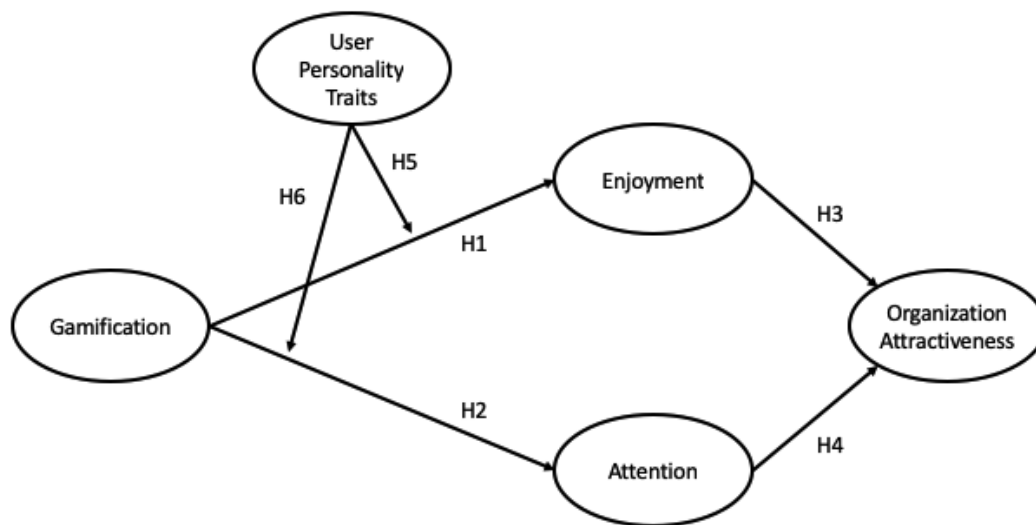 User
Personality
Traits
H5
H6
Enjoyment
H3
H1
Gamification
Organization
Attractiveness
H2
H4
Attention